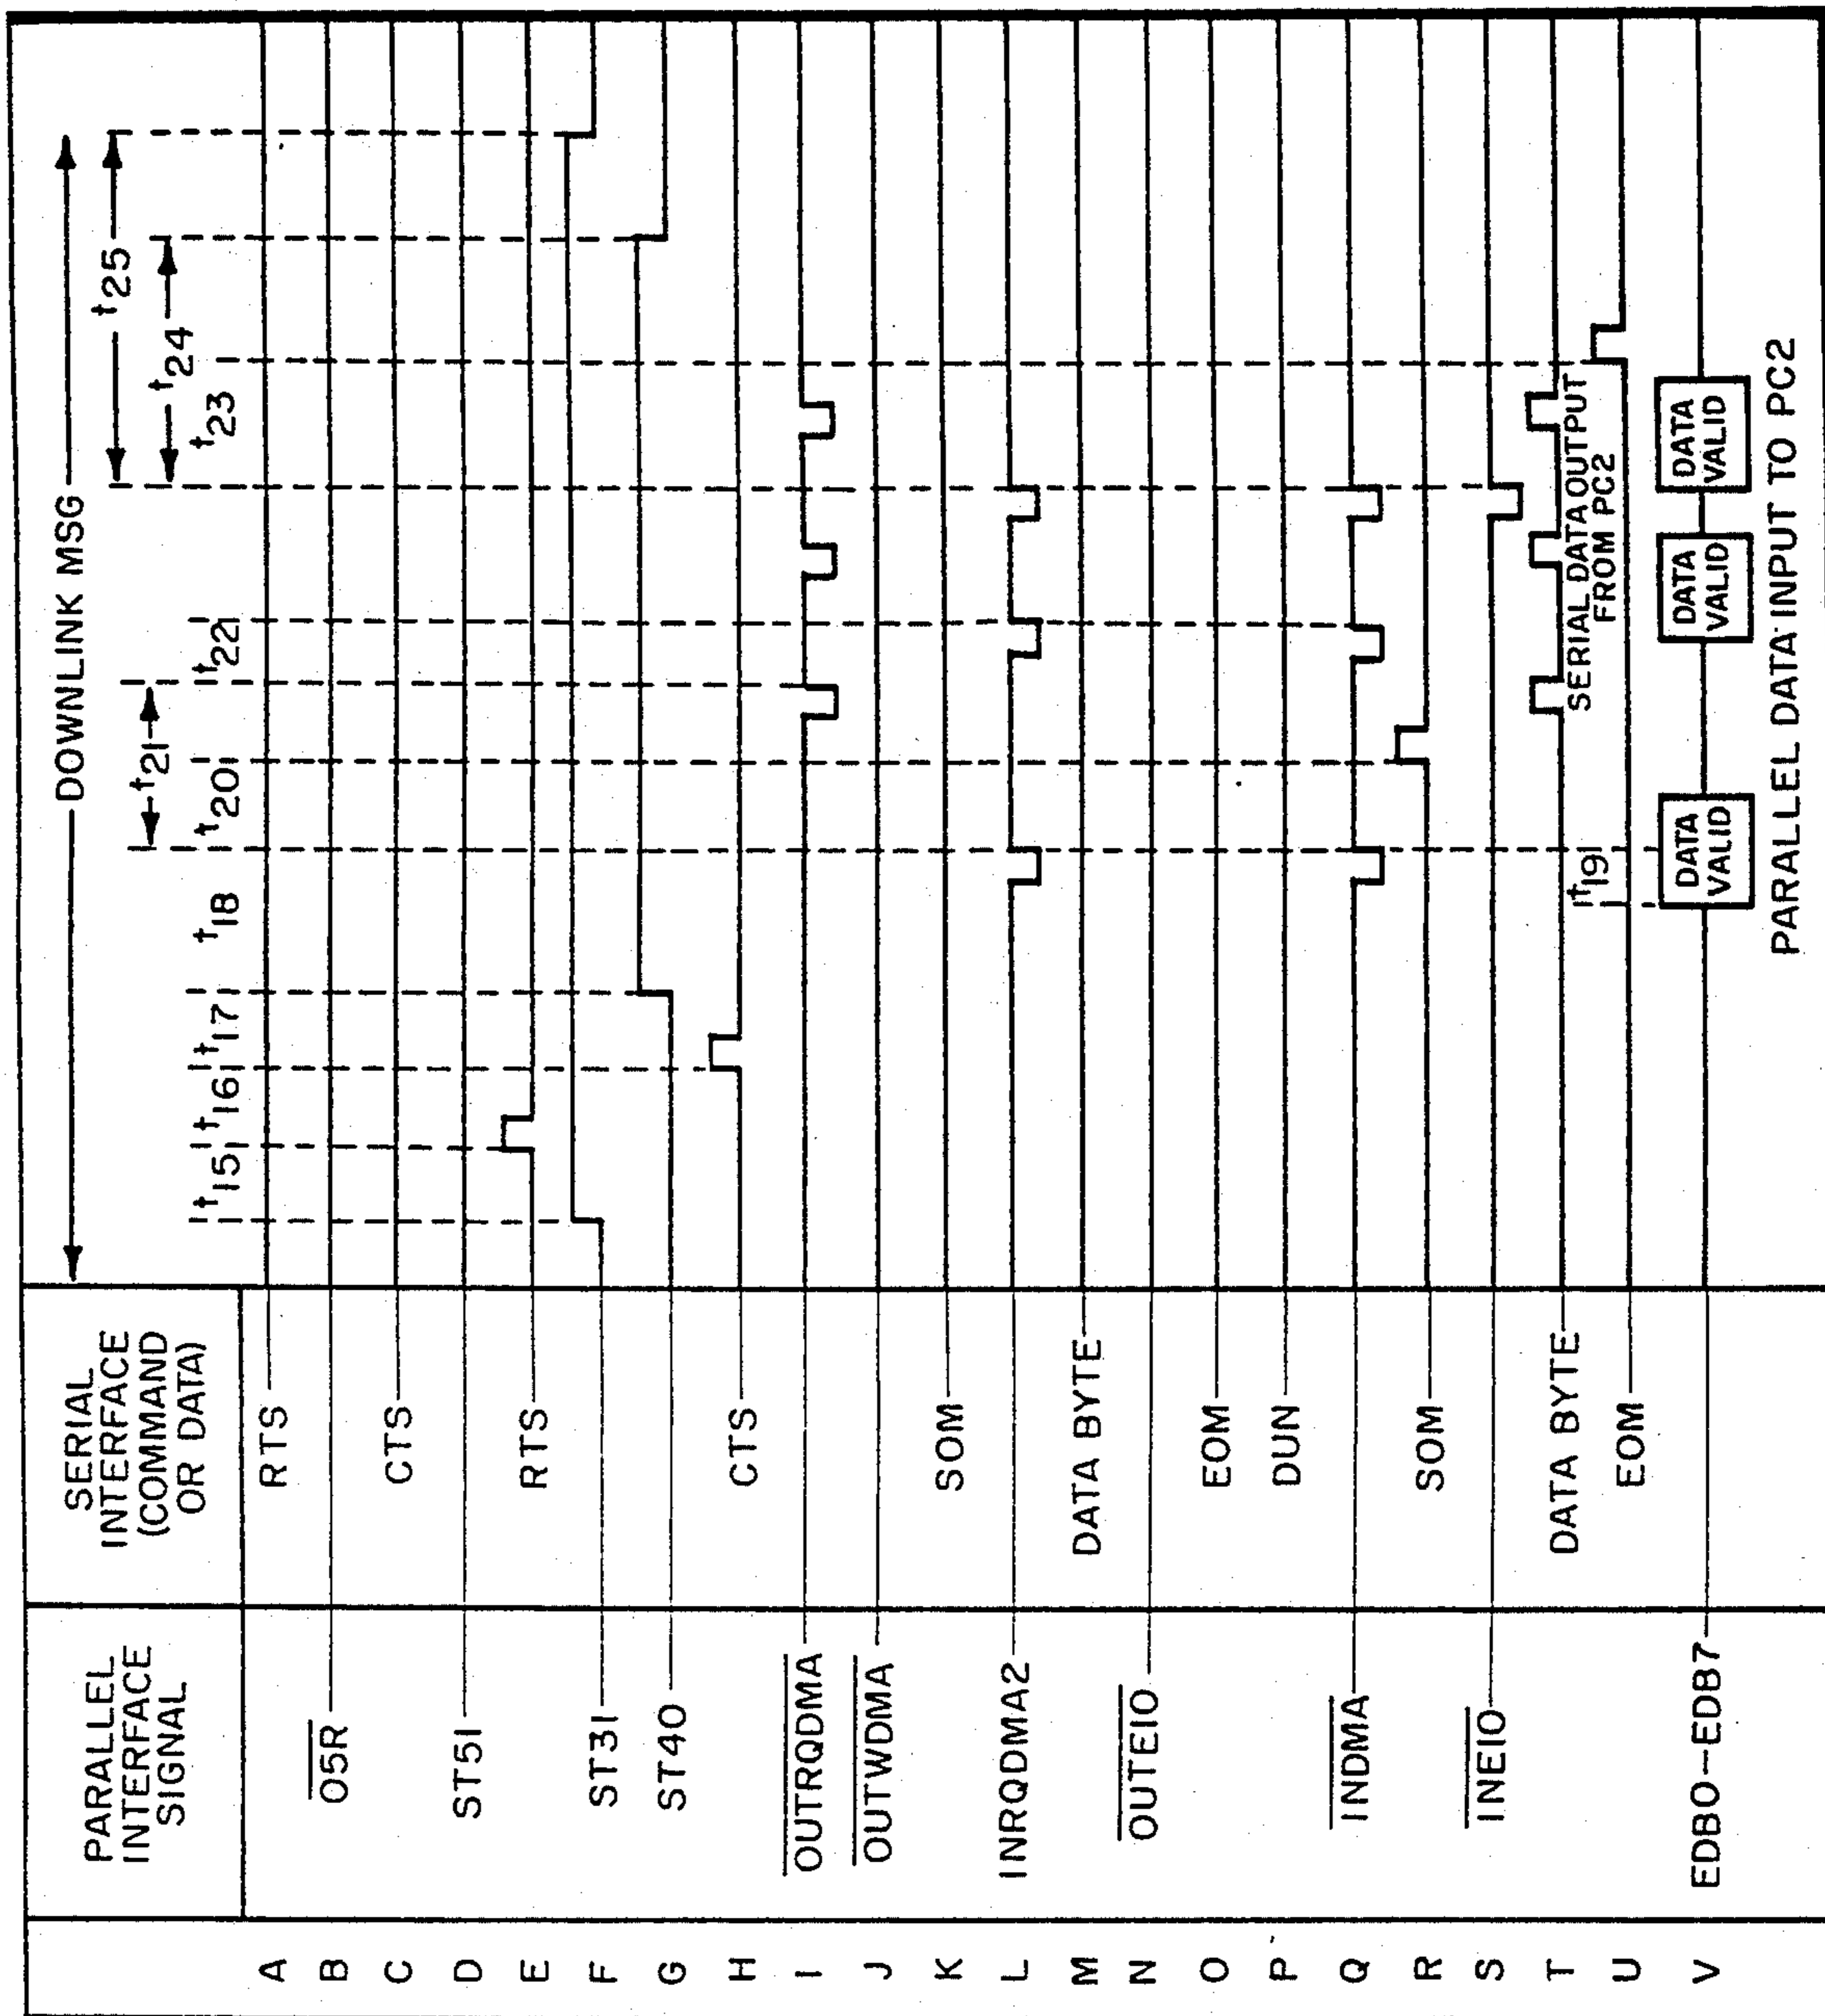 PARALLEL
INTERFACE
SIGNAL
SERIAL
INTERFACE
(COMMAND
OR DATA)
DOWNLINK MSG
t25
t24
t21
t15
t16
t17
t18
t20
t22
t23
A
RTS
B
O5R
C
CTS
D
ST5I
E
RTS
F
ST3I
G
ST4O
H
CTS
I
OUTRQDMA
J
OUTWDMA
K
SOM
L
INRQDMA2
M
DATA BYTE
N
OUTEIO
O
EOM
P
DUN
Q
INDMA
R
SOM
S
INEIO
T
DATA BYTE
SERIAL DATA OUTPUT
FROM PC2
t19
U
EOM
V
EDBO--EDB7
DATA
VALID
DATA
VALID
DATA
VALID
PARALLEL DATA INPUT TO PC2